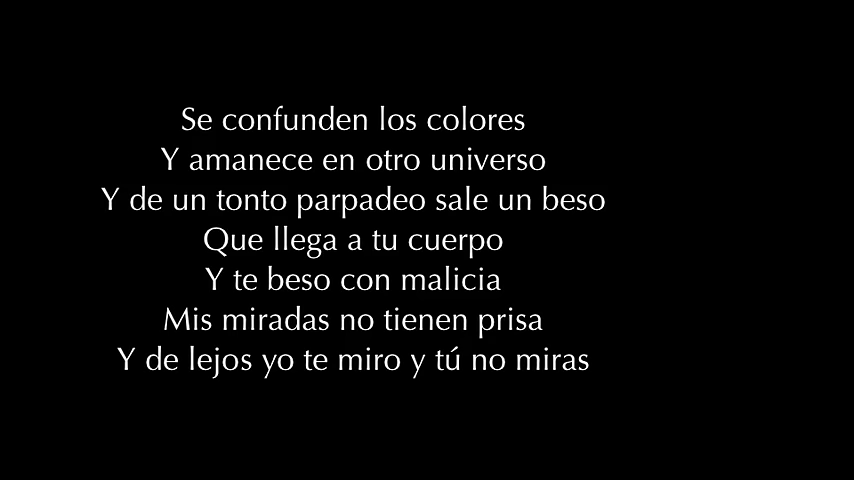 Se confunden los colores
Y amanece en otro universo
Y de un tonto parpadeo sale un beso
Que llega a tu cuerpo
Y te beso con malicia
Mis miradas no tienen prisa
Y de lejos yo te miro y tú no miras